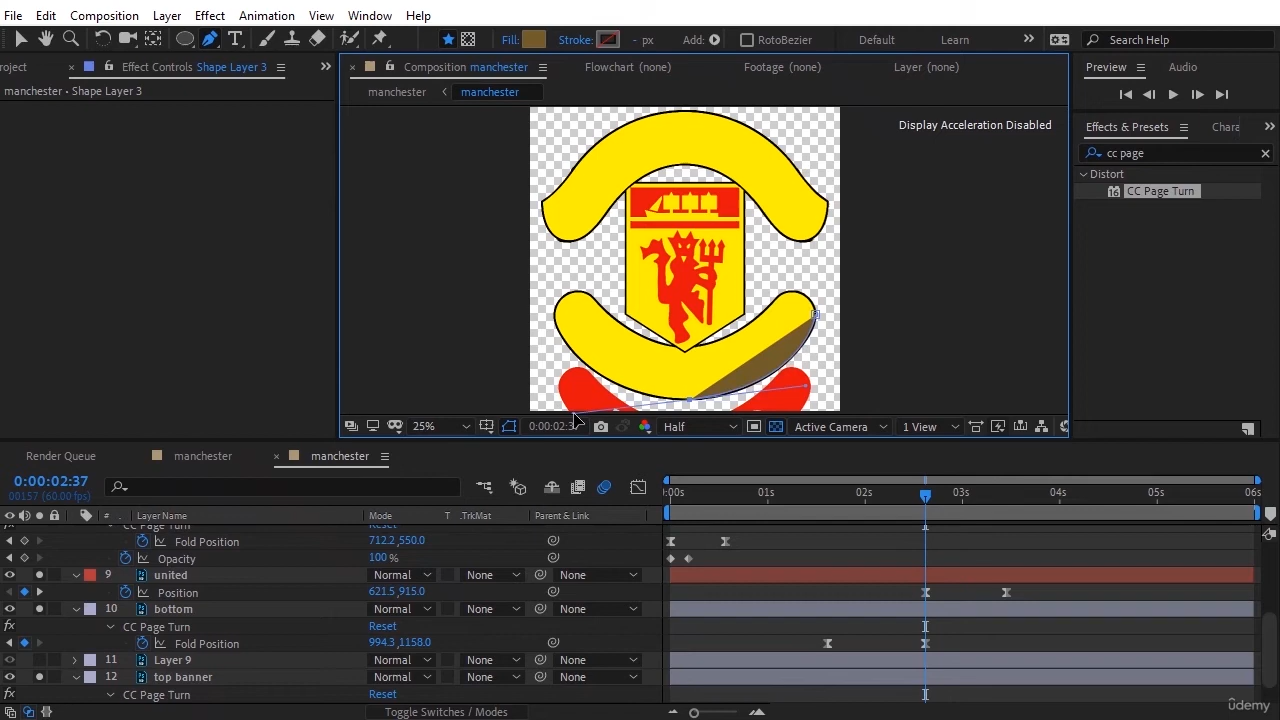 File Edit Composition Layer Effect Animation View Window Help
Fill: Stroke: - px Add: RotoBezier Default Learn Search Help
roject Effect Controls Shape Layer 3 Composition manchester Flowchart (none) Footage (none) Layer (none) Preview Audio
manchester • Shape Layer 3 manchester manchester
Display Acceleration Disabled Effects & Presets Chara
cc page
Distort
CC Page Turn
25% 0:00:02:3 Half Active Camera 1 View
Render Queue manchester manchester
0:00:02:37
00157 (60.00 fps)
:00s 01s 02s 03s 04s 05s 06s
# Layer Name Mode T .TrkMat Parent & Link
CC Page Turn Reset
Fold Position 712.2,550.0
Opacity 100 %
9 united Normal None None
Position 621.5,915.0
10 bottom Normal None None
fx CC Page Turn Reset
Fold Position 994.3,1158.0
11 Layer 9 Normal None None
12 top banner Normal None None
fx CC Page Turn Reset
Toggle Switches / Modes
ûdemy